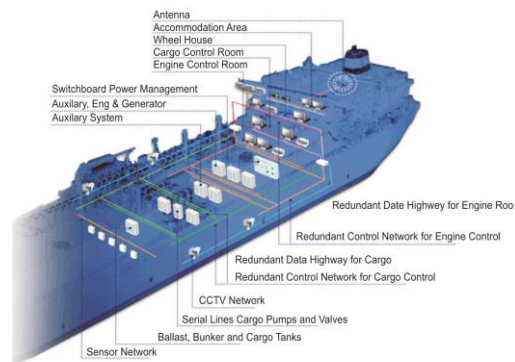 Antenna
Accommodation Area
Wheel House
Cargo Control Room
Engine Control Room
Switchboard Power Management
Auxilary, Eng & Generator
Auxilary System
Redundant Date Highwey for Engine Roo
Redundant Control Network for Engine Control
Redundant Data Highway for Cargo
Redundant Control Network for Cargo Control
CCTV Network
Serial Lines Cargo Pumps and Valves
Ballast, Bunker and Cargo Tanks
Sensor Network